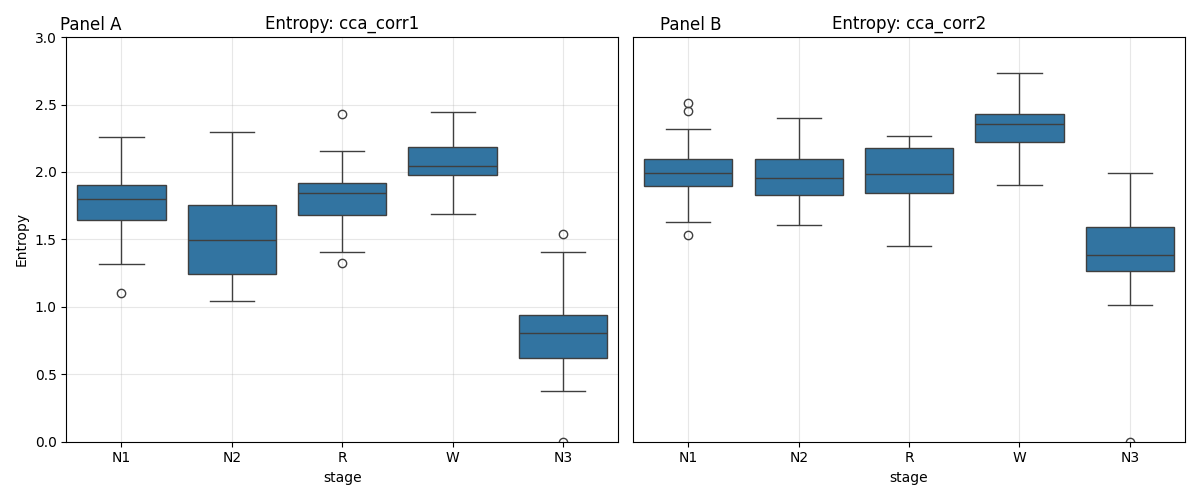 Panel A
Entropy: cca_corr1
Panel B
Entropy: cca_corr2
3.0
2.5
2.0
1.5
1.0
0.5
0.0
Entropy
N1 N2 R W N3
stage
N1 N2 R W N3
stage